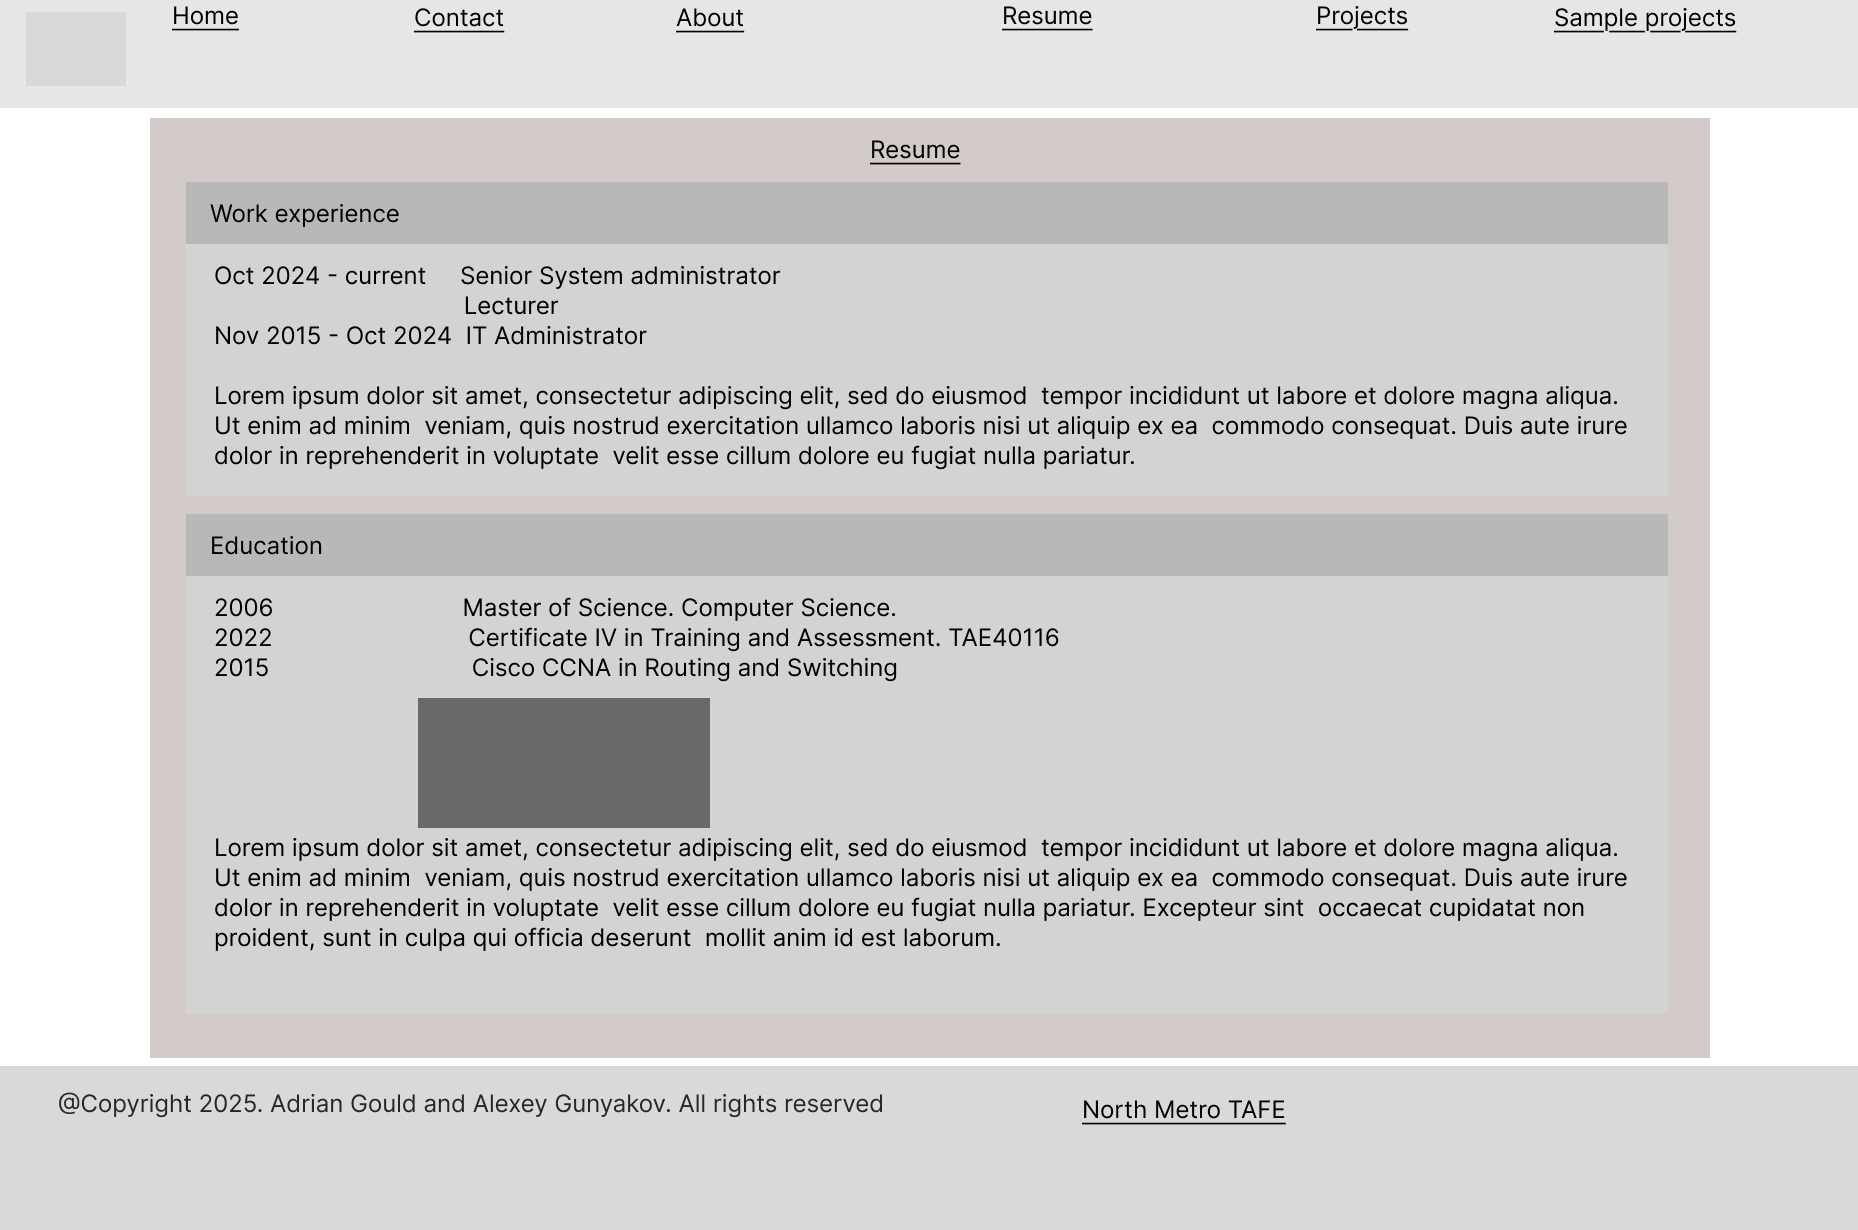 Home Contact About Resume Projects Sample projects
Resume
Work experience
Oct 2024 - current Senior System administrator
Lecturer
Nov 2015 - Oct 2024 IT Administrator
Lorem ipsum dolor sit amet, consectetur adipiscing elit, sed do eiusmod tempor incididunt ut labore et dolore magna aliqua.
Ut enim ad minim veniam, quis nostrud exercitation ullamco laboris nisi ut aliquip ex ea commodo consequat. Duis aute irure
dolor in reprehenderit in voluptate velit esse cillum dolore eu fugiat nulla pariatur.
Education
2006 Master of Science. Computer Science.
2022 Certificate IV in Training and Assessment. TAE40116
2015 Cisco CCNA in Routing and Switching
Lorem ipsum dolor sit amet, consectetur adipiscing elit, sed do eiusmod tempor incididunt ut labore et dolore magna aliqua.
Ut enim ad minim veniam, quis nostrud exercitation ullamco laboris nisi ut aliquip ex ea commodo consequat. Duis aute irure
dolor in reprehenderit in voluptate velit esse cillum dolore eu fugiat nulla pariatur. Excepteur sint occaecat cupidatat non
proident, sunt in culpa qui officia deserunt mollit anim id est laborum.
@Copyright 2025. Adrian Gould and Alexey Gunyakov. All rights reserved
North Metro TAFE